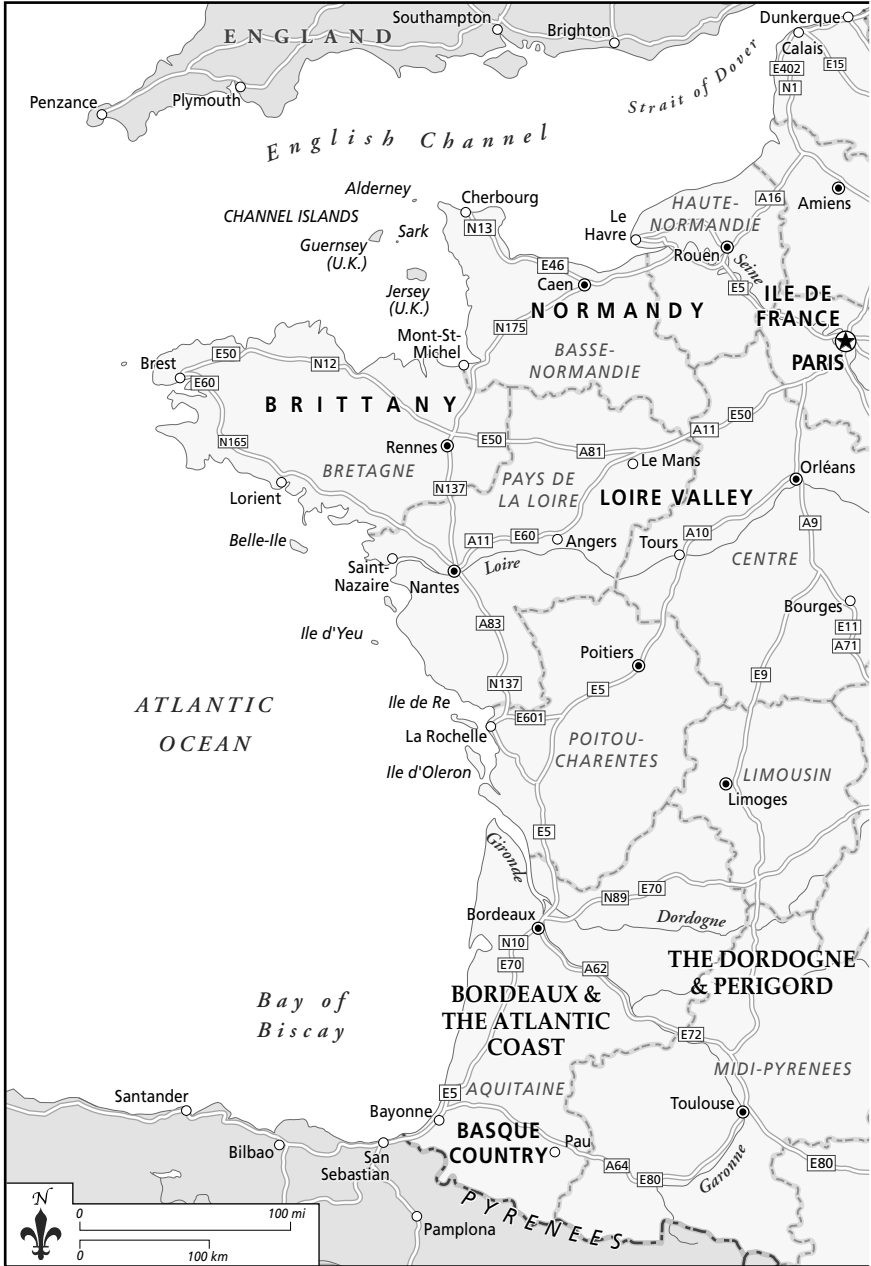 Southampton
Dunkerque
ENGLAND
Brighton
Calais
E402
E15
N1
Strait of Dover
Penzance
Plymouth
English Channel
Alderney
Cherbourg
HAUTE-
NORMANDIE
A16
Amiens
CHANNEL ISLANDS
Sark
N13
Le
Havre
Guernsey
(U.K.)
Rouen
Seine
E46
Caen
E5
ILE DE
FRANCE
Jersey
(U.K.)
NORMANDY
N175
Mont-St-
Michel
BASSE-
NORMANDIE
PARIS
Brest
E50
N12
E60
BRITTANY
E50
A11
N165
Rennes
E50
A81
BRETAGNE
Le Mans
Orléans
PAYS DE
LA LOIRE
N137
LOIRE VALLEY
Lorient
A9
Belle-Ile
A11
E60
Angers
Tours
A10
CENTRE
Saint-
Nazaire
Nantes
Loire
Bourges
A83
E11
A71
Ile d'Yeu
Poitiers
E9
N137
E5
Ile de Re
ATLANTIC
OCEAN
E601
La Rochelle
POITOU-
CHARENTES
Ile d'Oleron
LIMOUSIN
Limoges
E5
Gironde
E70
N89
Bordeaux
Dordogne
N10
E70
A62
THE DORDOGNE
& PERIGORD
BORDEAUX &
THE ATLANTIC
COAST
Bay of
Biscay
E72
MIDI-PYRENEES
E5
AQUITAINE
Santander
Bayonne
Toulouse
BASQUE
COUNTRY
Pau
Bilbao
San
Sebastian
A64
E80
Garonne
E80
PYRENEES
Pamplona
N
0 100 mi
0 100 km